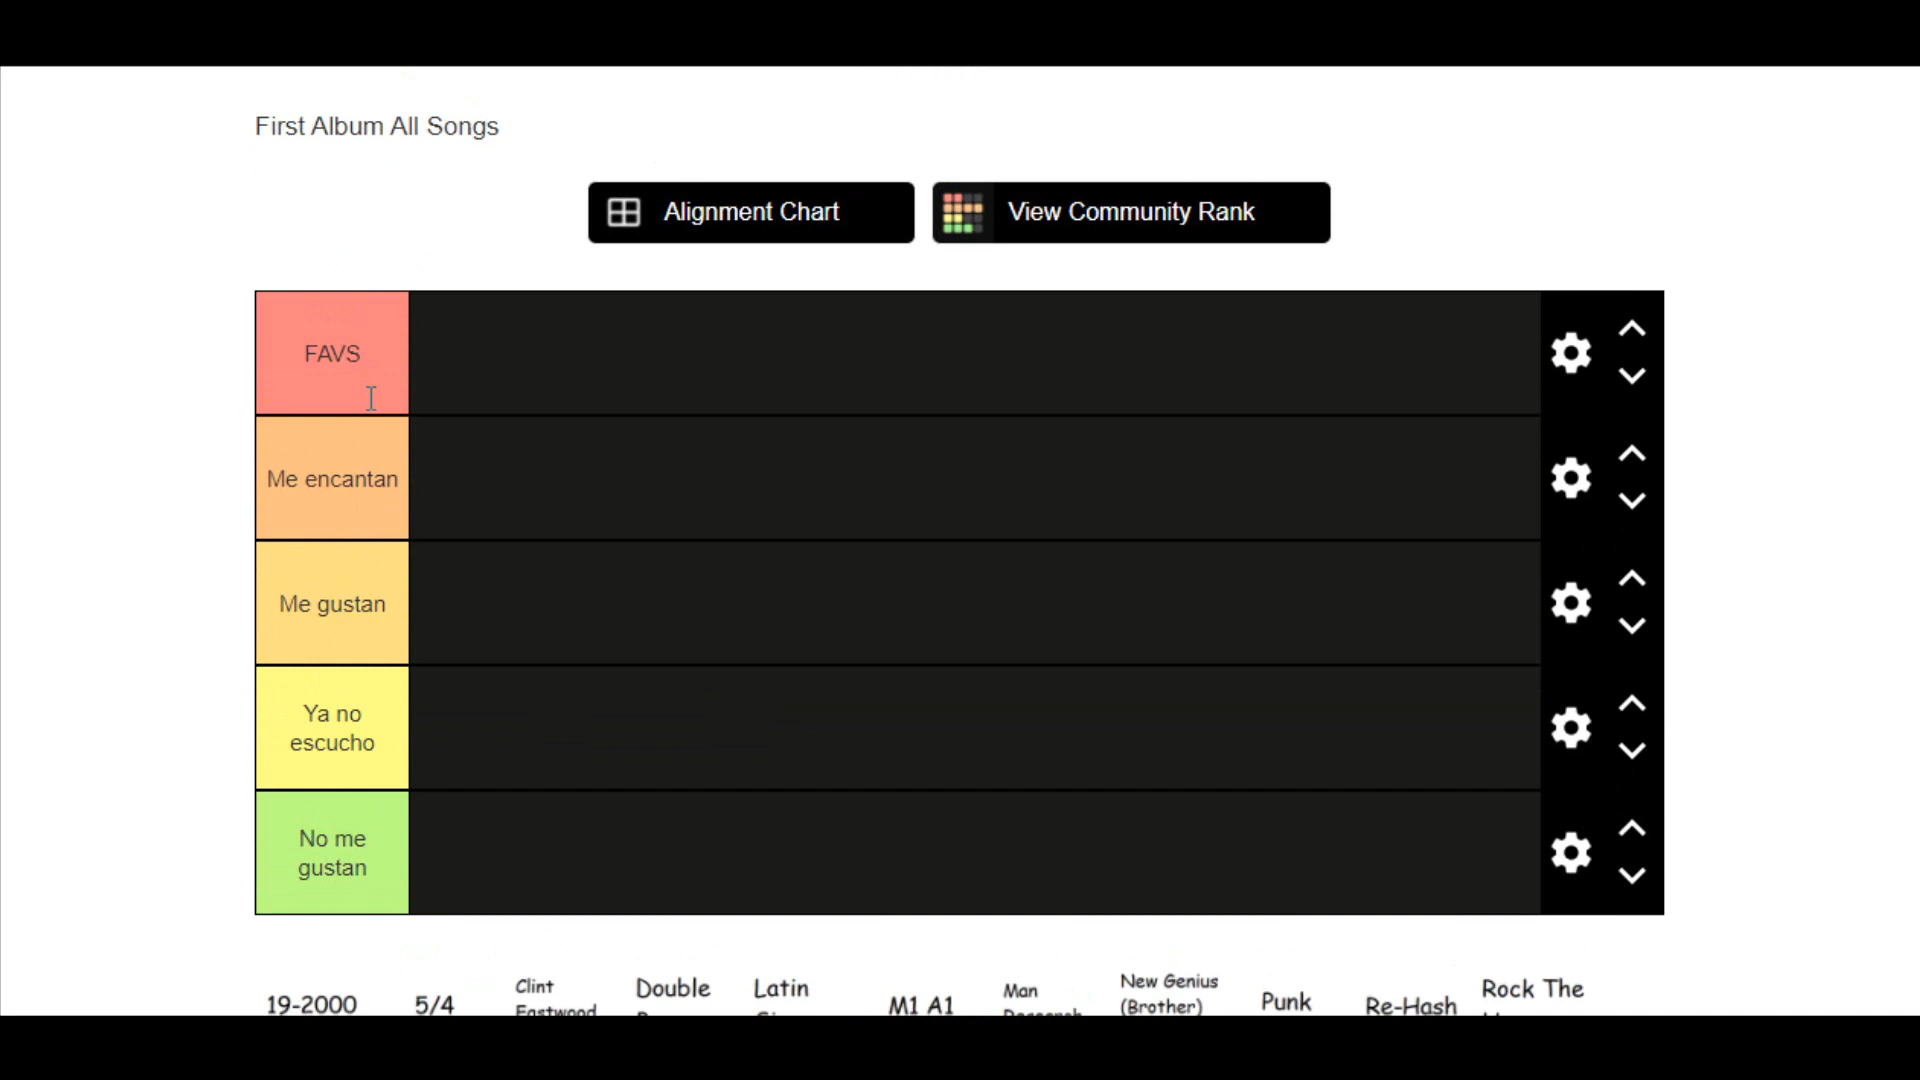 First Album All Songs
Alignment Chart
View Community Rank
FAVS
Me encantan
Me gustan
Ya no
escucho
No me
gustan
19-2000
5/4
Clint
Eastwood
Double
Latin
M1 A1
Man
Research
New Genius
(Brother)
Punk
Re-Hash
Rock The